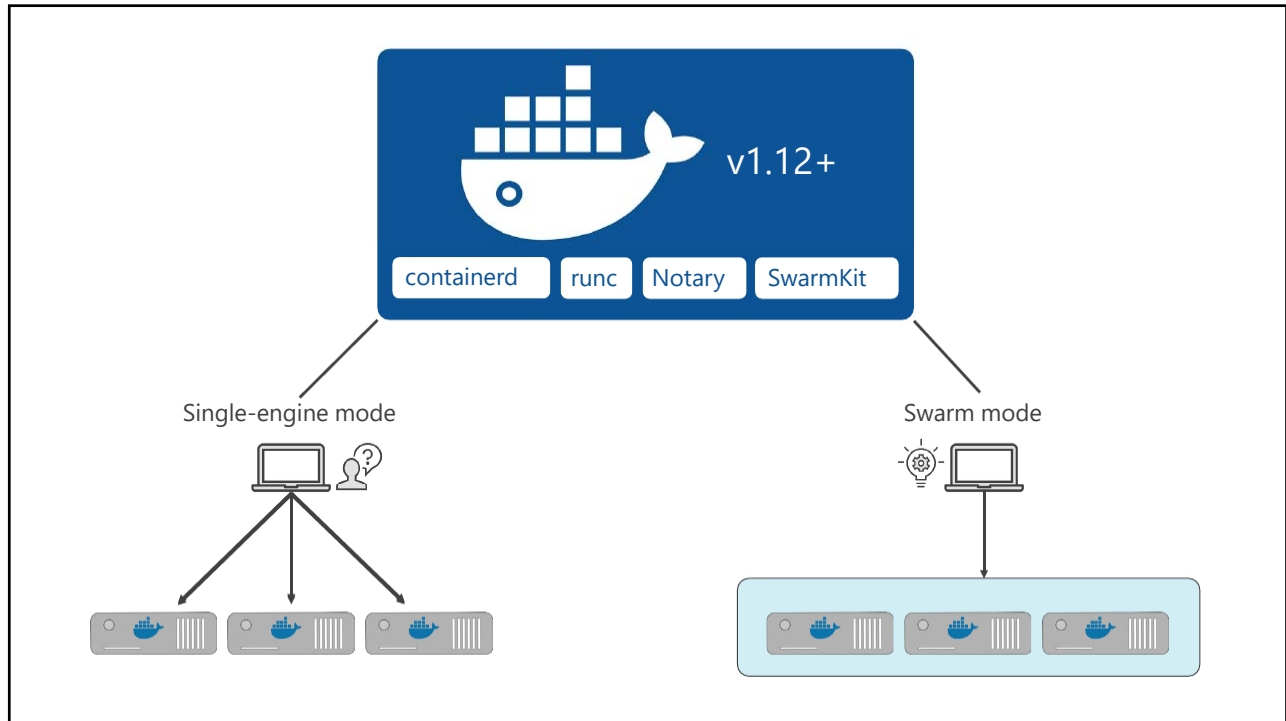 v1.12+
containerd
runc
Notary
SwarmKit
Single-engine mode
Swarm mode
?